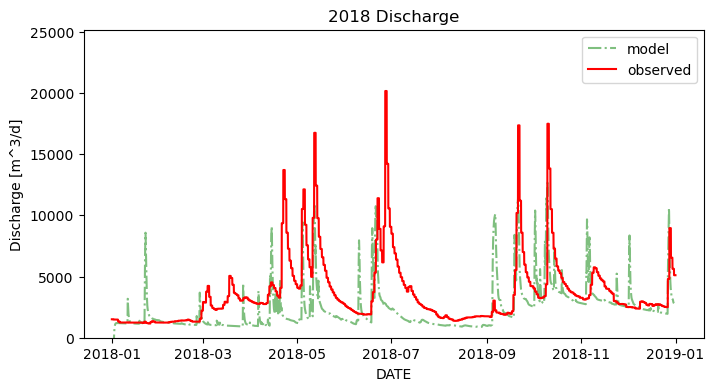 2018 Discharge
25000
20000
15000
10000
5000
0
Discharge [m^3/d]
model
observed
2018-01
2018-03
2018-05
2018-07
2018-09
2018-11
2019-01
DATE